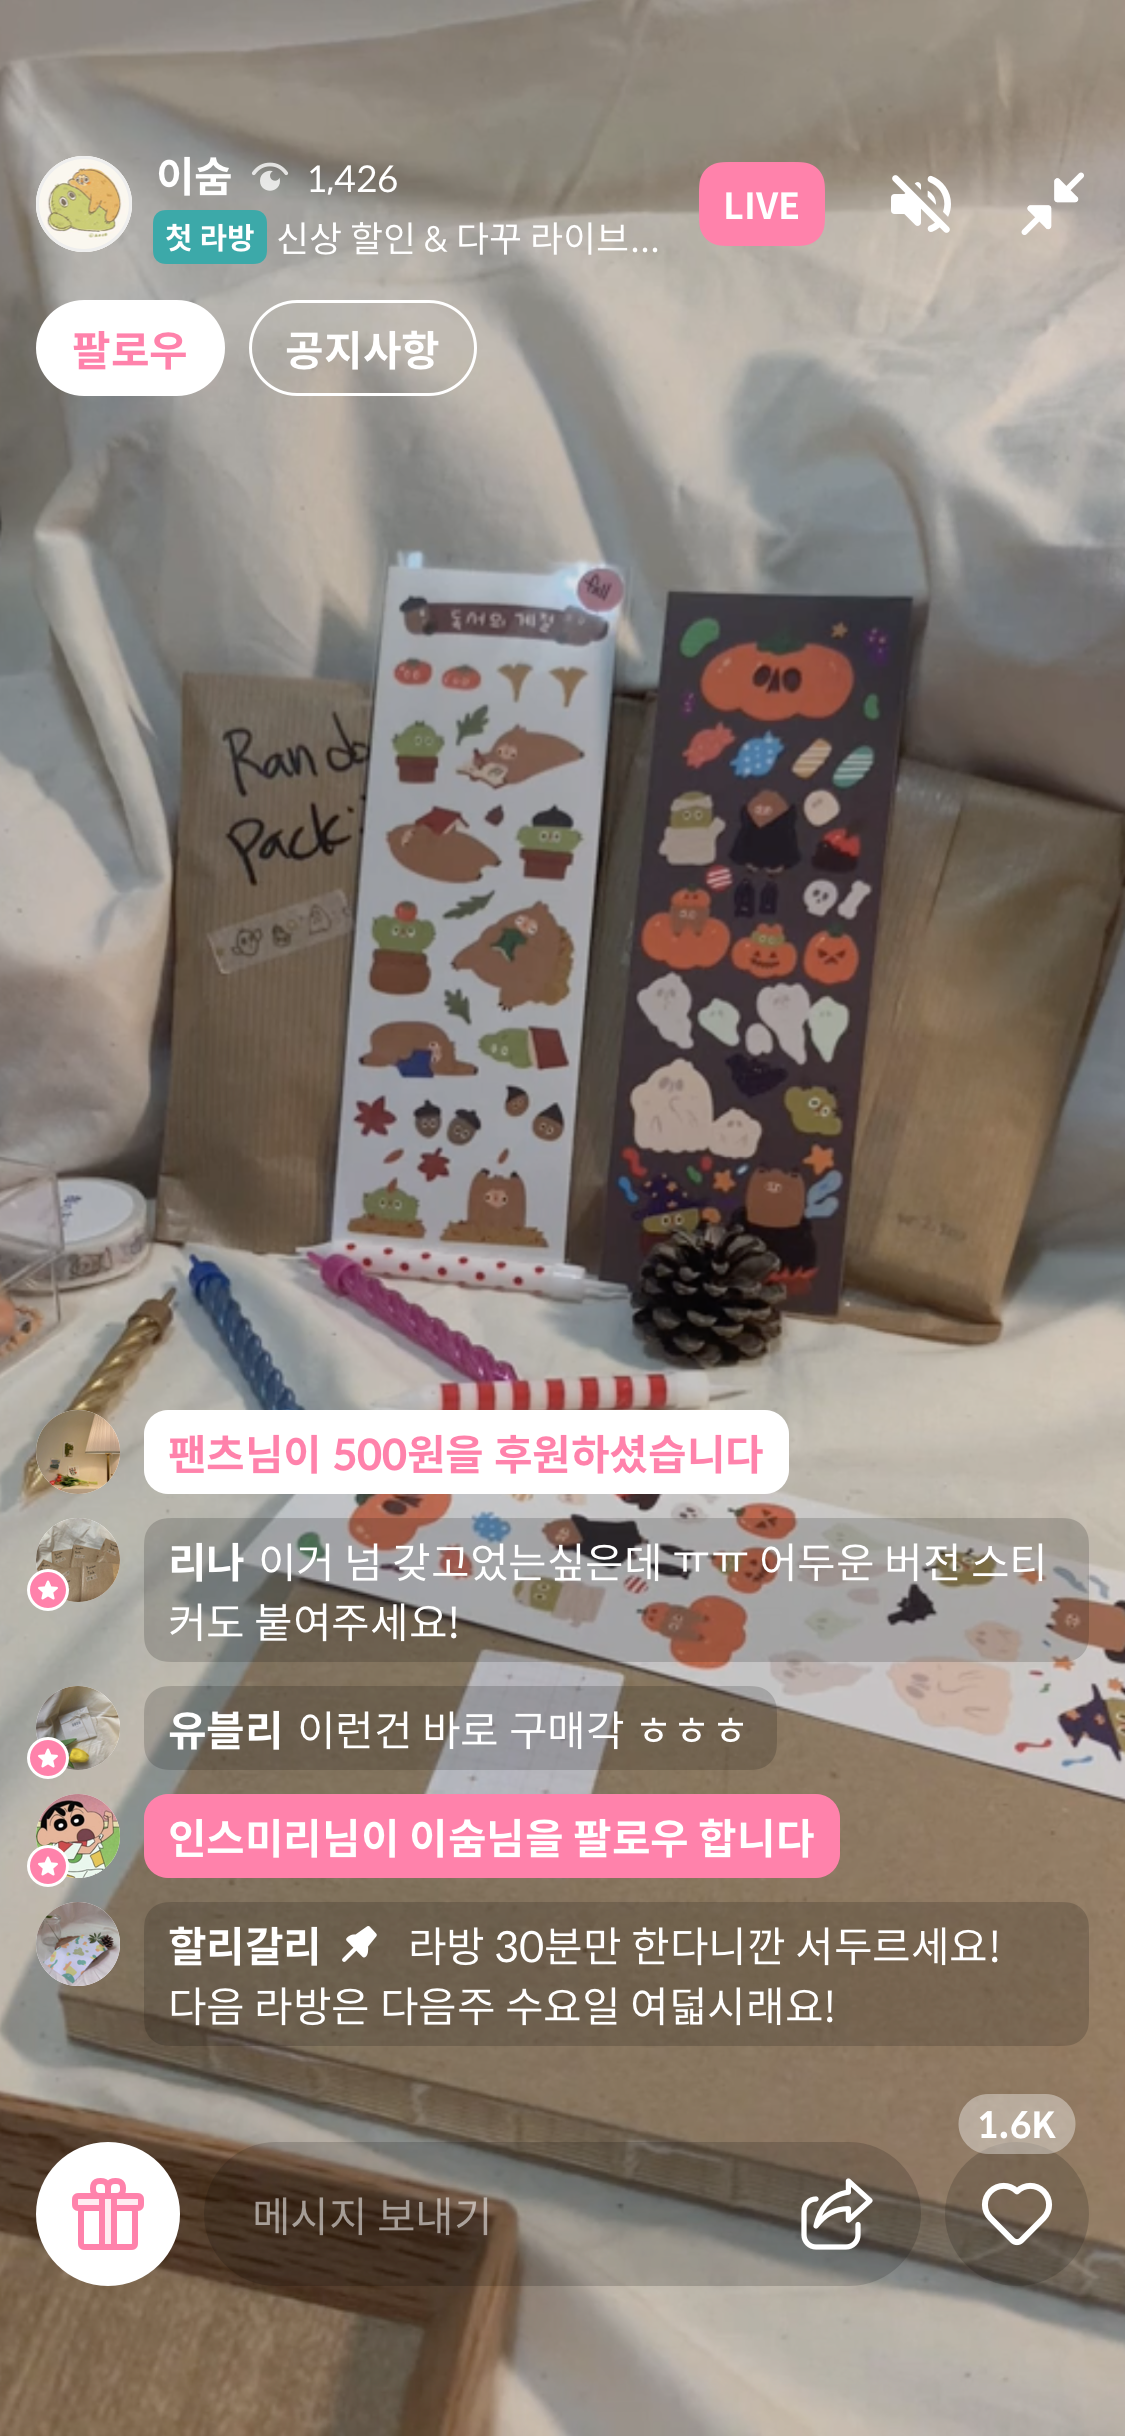 이숨 1,426
첫 라방 신상 할인 & 다꾸 라이브...
LIVE
팔로우
공지사항
fall
독서의 계절
Rando
Pack
팬츠님이 500원을 후원하셨습니다
리나 이거 넘 갖고었는싶은데 ㅠㅠ 어두운 버전 스티
커도 붙여주세요!
유블리 이런건 바로 구매각 ㅎㅎㅎ
인스미리님이 이숨님을 팔로우 합니다
할리갈리 라방 30분만 한다니깐 서두르세요!
다음 라방은 다음주 수요일 여덟시래요!
1.6K
메시지 보내기